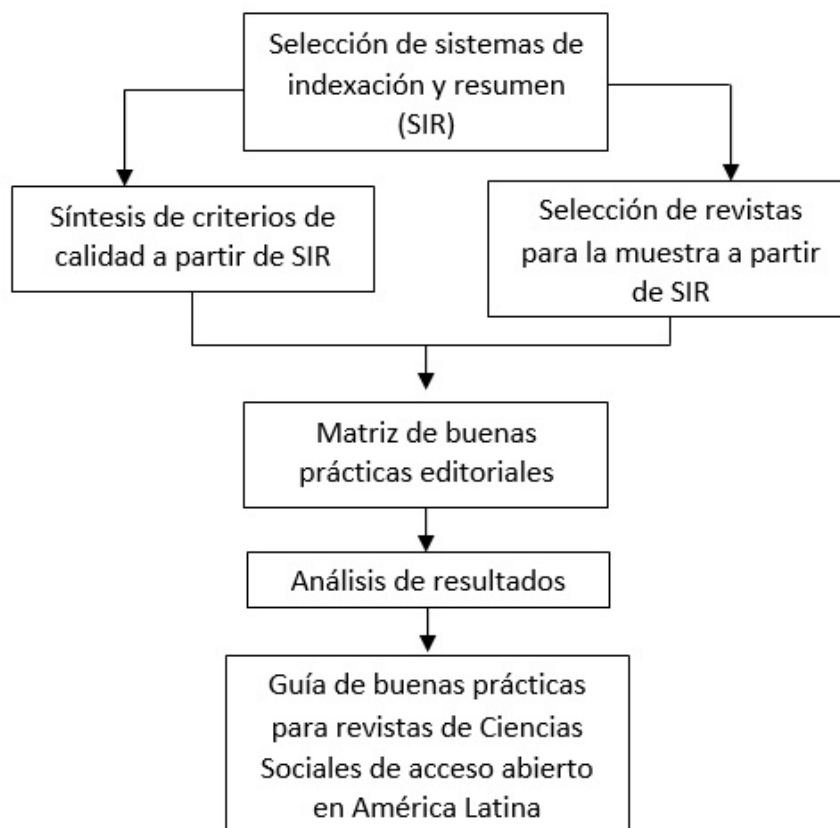 Selección de sistemas de
indexación y resumen
(SIR)
Síntesis de criterios de
calidad a partir de SIR
Selección de revistas
para la muestra a partir
de SIR
Matriz de buenas
prácticas editoriales
Análisis de resultados
Guía de buenas prácticas
para revistas de Ciencias
Sociales de acceso abierto
en América Latina